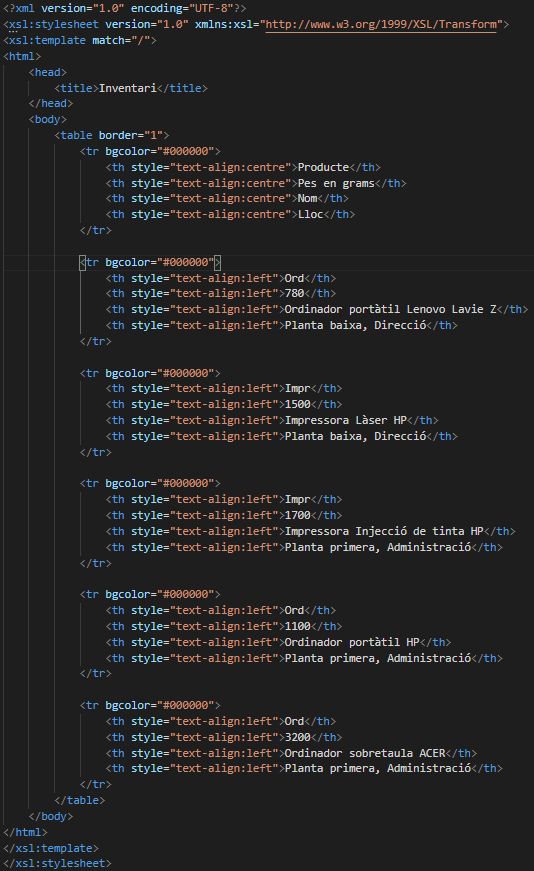 <?xml version="1.0" encoding="UTF-8"?>
<xsl:stylesheet version="1.0" xmlns:xsl="http://www.w3.org/1999/XSL/Transform">
<xsl:template match="/">
<html>
<head>
<title>Inventari</title>
</head>
<body>
<table border="1">
<tr bgcolor="#000000">
<th style="text-align:centre">Producte</th>
<th style="text-align:centre">Pes en grams</th>
<th style="text-align:centre">Nom</th>
<th style="text-align:centre">Lloc</th>
</tr>
<tr bgcolor="#000000">
<th style="text-align:left">Ord</th>
<th style="text-align:left">780</th>
<th style="text-align:left">Ordinador portàtil Lenovo Lavie Z</th>
<th style="text-align:left">Planta baixa, Direcció</th>
</tr>
<tr bgcolor="#000000">
<th style="text-align:left">Impr</th>
<th style="text-align:left">1500</th>
<th style="text-align:left">Impressora Làser HP</th>
<th style="text-align:left">Planta baixa, Direcció</th>
</tr>
<tr bgcolor="#000000">
<th style="text-align:left">Impr</th>
<th style="text-align:left">1700</th>
<th style="text-align:left">Impressora Injecció de tinta HP</th>
<th style="text-align:left">Planta primera, Administració</th>
</tr>
<tr bgcolor="#000000">
<th style="text-align:left">Ord</th>
<th style="text-align:left">1100</th>
<th style="text-align:left">Ordinador portàtil HP</th>
<th style="text-align:left">Planta primera, Administració</th>
</tr>
<tr bgcolor="#000000">
<th style="text-align:left">Ord</th>
<th style="text-align:left">3200</th>
<th style="text-align:left">Ordinador sobretaula ACER</th>
<th style="text-align:left">Planta primera, Administració</th>
</tr>
</table>
</body>
</html>
</xsl:template>
</xsl:stylesheet>